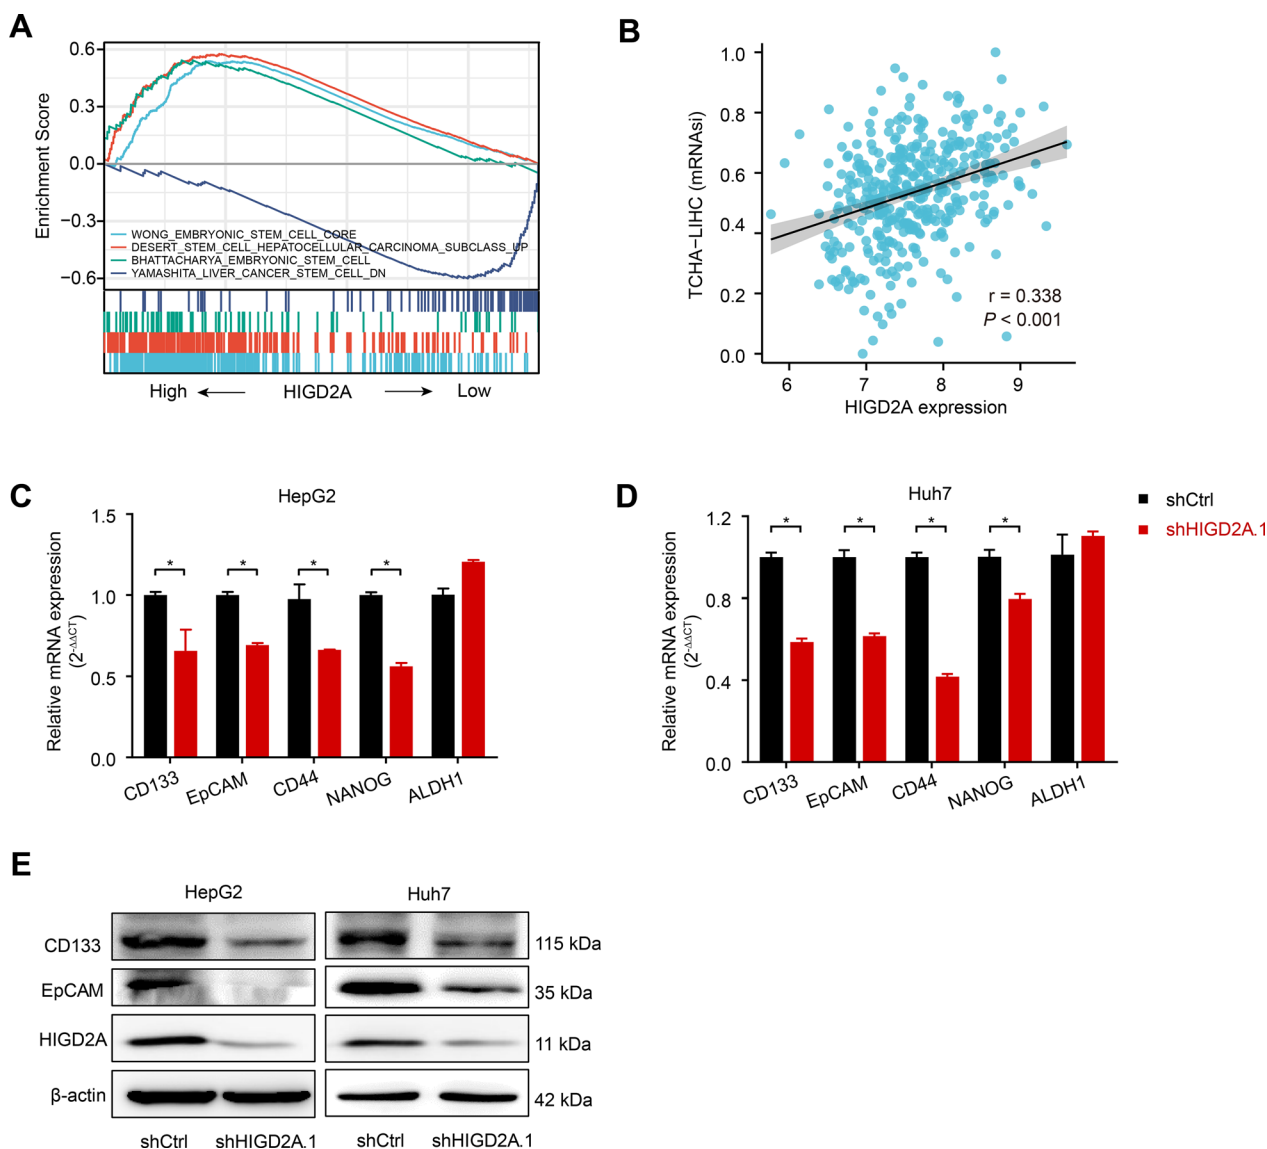 A
0.6
0.3
0.0
−0.3
−0.6
Enrichment Score
WONG_EMBRYONIC_STEM_CELL_CORE
DESERT_STEM_CELL_HEPATOCELLULAR_CARCINOMA_SUBCLASS_UP
BHATTACHARYA_EMBRYONIC_STEM_CELL
YAMASHITA_LIVER_CANCER_STEM_CELL_DN
High ← HIGD2A → Low
B
1.0
0.8
0.6
0.4
0.2
0.0
TCHA−LIHC (mRNAsi)
r = 0.338
P < 0.001
6 7 8 9
HIGD2A expression
C
HepG2
1.5
1.0
0.5
0.0
Relative mRNA expression
(2-ΔΔCT)
* * * *
CD133 EpCAM CD44 NANOG ALDH1
D
Huh7
1.2
0.8
0.4
0.0
Relative mRNA expression
(2-ΔΔCT)
* * * *
CD133 EpCAM CD44 NANOG ALDH1
shCtrl
shHIGD2A.1
E
HepG2 Huh7
CD133 115 kDa
EpCAM 35 kDa
HIGD2A 11 kDa
β-actin 42 kDa
shCtrl shHIGD2A.1 shCtrl shHIGD2A.1